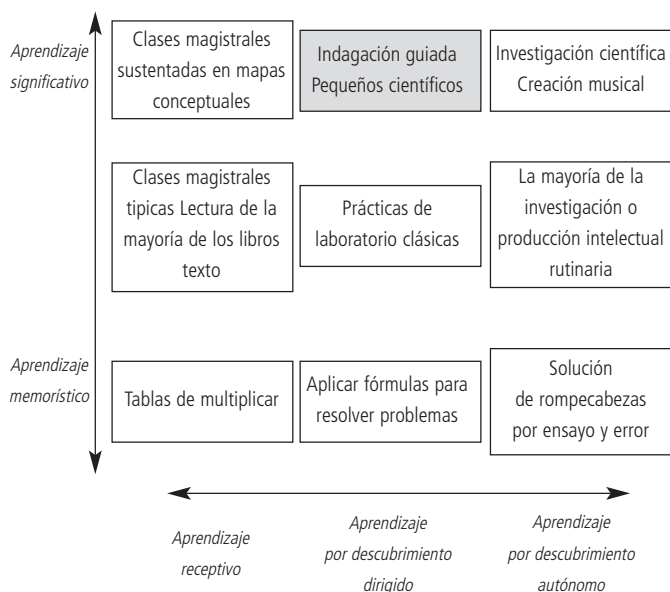 Aprendizaje
significativo
Clases magistrales
sustentadas en mapas
conceptuales
Indagación guiada
Pequeños científicos
Investigación científica
Creación musical
Clases magistrales
tipicas Lectura de la
mayoría de los libros
texto
Prácticas de
laboratorio clásicas
La mayoría de la
investigación o
producción intelectual
rutinaria
Aprendizaje
memorístico
Tablas de multiplicar
Aplicar fórmulas para
resolver problemas
Solución
de rompecabezas
por ensayo y error
Aprendizaje
receptivo
Aprendizaje
por descubrimiento
dirigido
Aprendizaje
por descubrimiento
autónomo